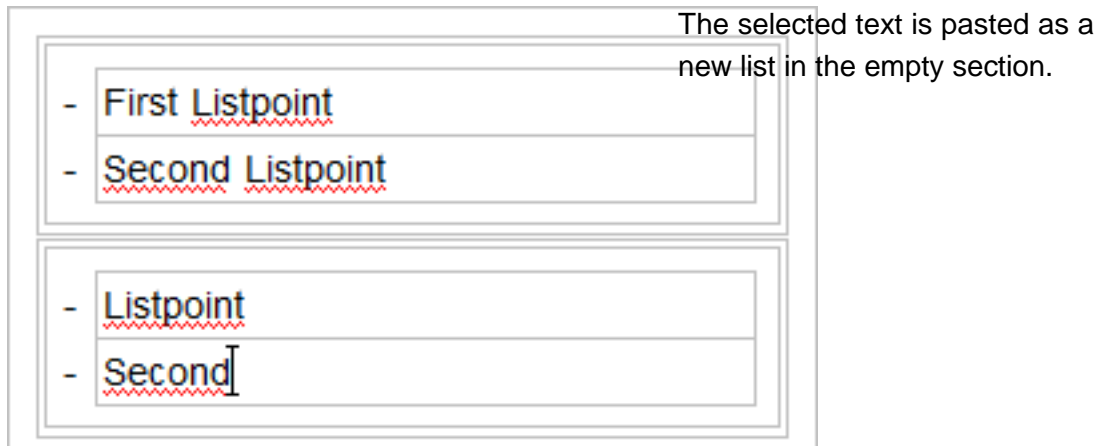 The selected text is pasted as a
new list in the empty section.
- First Listpoint
- Second Listpoint
- Listpoint
- Second